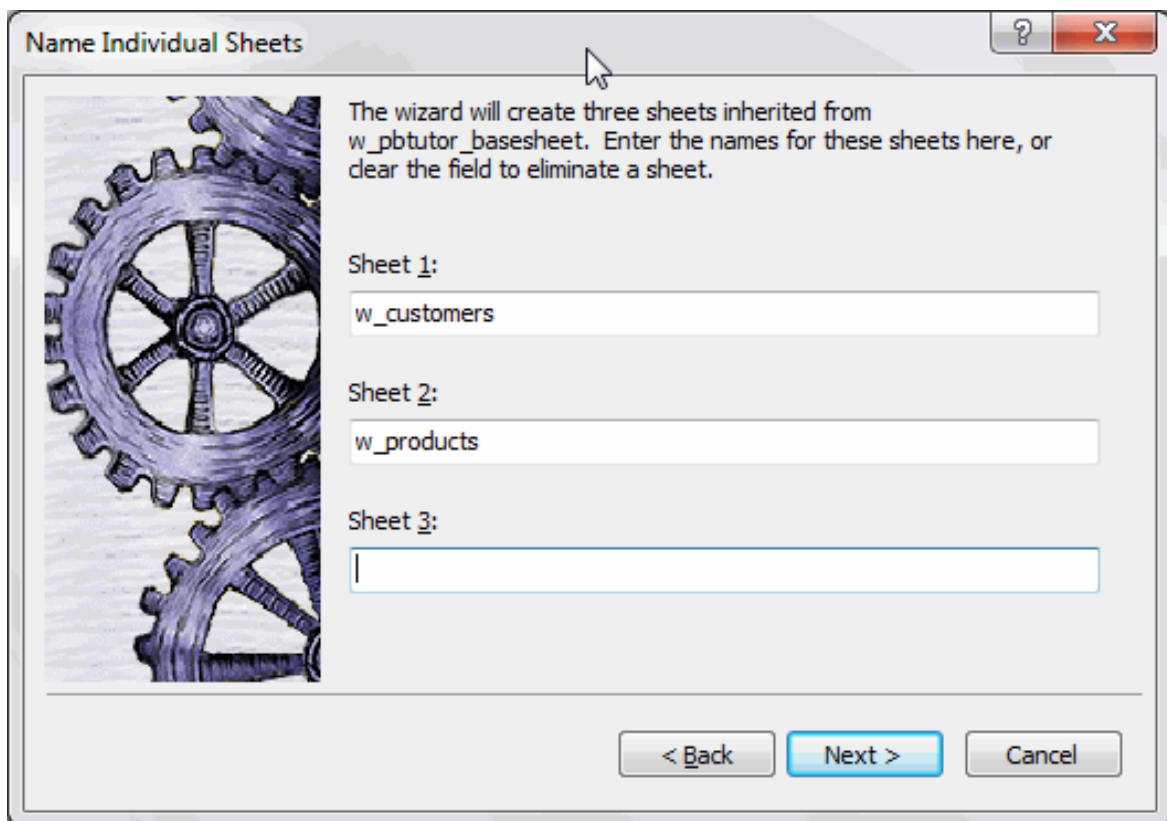 Name Individual Sheets
The wizard will create three sheets inherited from
w_pbtutor_basesheet.  Enter the names for these sheets here, or
clear the field to eliminate a sheet.
Sheet 1:
w_customers
Sheet 2:
w_products
Sheet 3:
< Back
Next >
Cancel